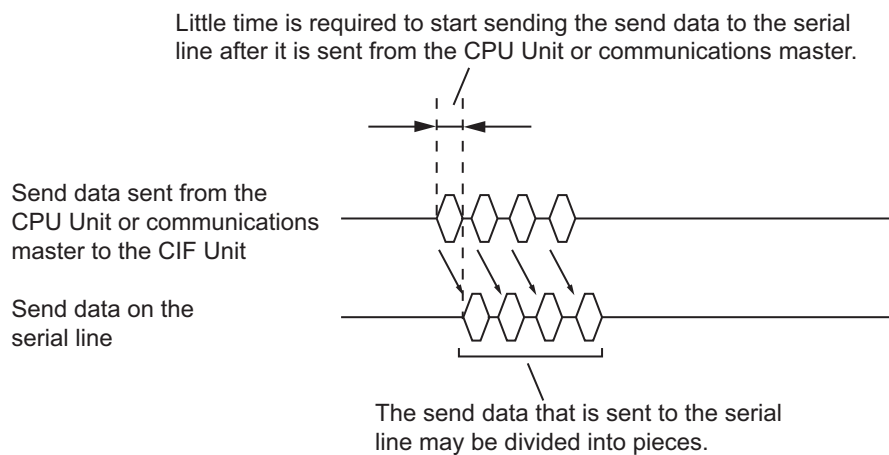 Little time is required to start sending the send data to the serial
line after it is sent from the CPU Unit or communications master.
Send data sent from the
CPU Unit or communications
master to the CIF Unit
Send data on the
serial line
The send data that is sent to the serial
line may be divided into pieces.